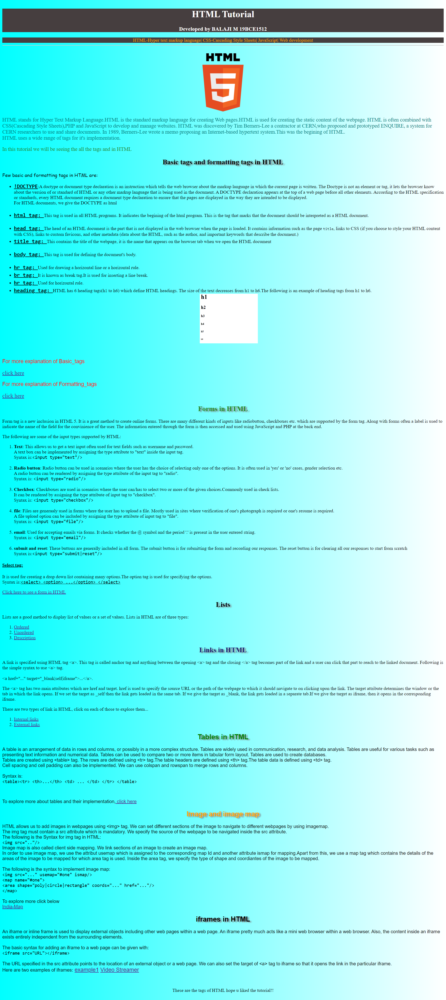 HTML Tutorial
Developed by BALAJI M 19BCE1512
HTML-Hyper text markup language| CSS-Cascading Style Sheets| JavaScript| Web development
HTML
5
HTML stands for Hyper Text Markup Language.HTML is the standard markup language for creating Web pages.HTML is used for creating the static content of the webpage. HTML is often combined with
CSS(Cascading Style Sheets),PHP and JavaScript to develop and manage websites. HTML was discovered by Tim Berners-Lee a contractor at CERN,who proposed and prototyped ENQUIRE, a system for
CERN researchers to use and share documents. In 1989, Berners-Lee wrote a memo proposing an Internet-based hypertext system.This was the begining of HTML.
HTML uses a wide range of tags for it's implementation.
In this tutorial we will be seeing the all the tags and in HTML
Basic tags and formatting tags in HTML
Few basic and formatting tags in HTML are:
• !DOCTYPE:A doctype or document type declaration is an instruction which tells the web browser about the markup language in which the current page is written. The Doctype is not an element or tag, it lets the browser know
about the version of or standard of HTML or any other markup language that is being used in the document. A DOCTYPE declaration appears at the top of a web page before all other elements. According to the HTML specification
or standards, every HTML document requires a document type declaration to ensure that the pages are displayed in the way they are intended to be displayed.
For HTML documents, we give the DOCTYPE as html
• html tag: This tag is used in all HTML programs. It indicates the begining of the html program. This is the tag that marks that the document should be interpreted as a HTML document.
• head tag: The head of an HTML document is the part that is not displayed in the web browser when the page is loaded. It contains information such as the page title, links to CSS (if you choose to style your HTML content
with CSS), links to custom favicons, and other metadata (data about the HTML, such as the author, and important keywords that describe the document.)
• title tag: This contains the title of the webpage, it is the name that appears on the browser tab when we open the HTML document
• body tag: This tag is used for defining the document's body.
• hr tag: Used for drawing a horizontal line or a horizontal rule.
• br tag: It is known as break tag.It is used for inserting a line break.
• hr tag: Used for horizontal rule.
• heading tag: HTML has 6 heading tags(h1 to h6) which define HTML headings. The size of the text decreases from h1 to h6.The following is an example of heading tags from h1 to h6.
h1
h2
h3
h4
h5
h6
For more explanation of Basic_tags
click here
For more explanation of Formatting_tags
click here
Forms in HTML
Form tag is a new inclusion in HTML 5. It is a great method to create online forms. There are many different kinds of inputs like radiobutton, checkboxes etc. which are supported by the form tag. Along with forms often a label is used to
indicate the name of the field for the convinience of the user. The information entered through the form is then accessed and used using JavaScript and PHP at the back end.
The following are some of the input types supported by HTML:
1. Text: This allows us to get a text input often used for text fields such as username and password.
A text box can be implemented by assigning the type attribute to "text" inside the input tag.
Syntax is:<input type="text"/>
2. Radio button: Radio button can be used in scenarios where the user has the choice of selecting only one of the options. It is often used in 'yes' or 'no' cases, gender selection etc.
A radio button can be rendered by assigning the type attribute of the input tag to "radio".
Syntax is: <input type="radio"/>
3. Checkbox: Checkboxes are used in scenarios where the user can/has to select two or more of the given choices.Commonly used in check lists.
It can be rendered by assigning the type attribute of input tag to "checkbox".
Syntax is: <input type="checkbox"/>
4. file: Files are generaaly used in forms where the user has to upload a file. Mostly used in sites where verification of one's photograph is required or one's resume is required.
A file upload option can be included by assigning the type attribute of input tag to "file".
Syntax is: <input type="file"/>
5. email: Used for accepting emails via forms. It checks whether the @ symbol and the period '.' is present in the user entered string.
Syntax is: <input type="email"/>
6. submit and reset: These buttons are generally included in all form. The submit button is for submitting the form and recording our responses. The reset button is for clearing all our responses to start from scratch
Syntax is:<input type="submit|reset"/>
Select tag:
It is used for creating a drop down list containing many options.The option tag is used for specifying the options.
Syntax is:<select> <option> ...</option> </select>
Click here to see a form in HTML
Lists
Lists are a good method to display list of values or a set of values. Lists in HTML are of three types:
1. Ordered
2. Unordered
3. Description
Links in HTML
A link is specified using HTML tag <a>. This tag is called anchor tag and anything between the opening <a> tag and the closing </a> tag becomes part of the link and a user can click that part to reach to the linked document. Following is
the simple syntax to use <a> tag.
<a href="..." target="_blank|self|iframe">...</a>.
The <a> tag has two main attributes which are href and target. href is used to specify the source URL or the path of the webpage to which it should navigate to on clicking upon the link. The target attribute determines the window or the
tab in which the link opens. If we set the target as _self then the link gets loaded in the same tab. If we give the target as _blank, the link gets loaded in a separate tab.If we give the target as iframe, then it opens in the corresponding
iframe.
There are two types of link in HTML, click on each of those to explore them...
1. Internal links
2. External links
Tables in HTML
A table is an arrangement of data in rows and columns, or possibly in a more complex structure. Tables are widely used in communication, research, and data analysis. Tables are useful for various tasks such as
presenting text information and numerical data. Tables can be used to compare two or more items in tabular form layout. Tables are used to create databases.
Tables are created using <table> tag. The rows are defined using <tr> tag.The table headers are defined using <th> tag.The table data is defined using <td> tag.
Cell spacing and cell padding can also be implemented. We can use colspan and rowspan to merge rows and columns.
Syntax is:
<table><tr> <th>...</th> <td> ... </td> </tr> </table>
To explore more about tables and their implementation, click here
Image and image map
HTML allows us to add images in webpages using <img> tag. We can set different sections of the image to navigate to different webpages by using imagemap.
The img tag must contain a src attribute which is mandatory. We specify the source of the webpage to be navigated inside the src attribute.
The following is the Syntax for img tag in HTML:
<img src=".."/>
Image map is also called client side mapping. We link sections of an image to create an image map.
In order to use image map, we use the attribut usemap which is assigned to the corresponding map Id and another attribute ismap for mapping.Apart from this, we use a map tag which contains the details of the
areas of the image to be mapped for which area tag is used. Inside the area tag, we specify the type of shape and coordiantes of the image to be mapped.
The following is the syntax to implement image map:
<img src="..." usemap="#one" ismap/>
<map name="#one">
<area shape="poly|circle|rectangle" coords="..." href="..."/>
</map>
To explore more click below
India-Map
iframes in HTML
An iframe or inline frame is used to display external objects including other web pages within a web page. An iframe pretty much acts like a mini web browser within a web browser. Also, the content inside an iframe
exists entirely independent from the surrounding elements.
The basic syntax for adding an iframe to a web page can be given with:
<iframe src="URL"></iframe>
The URL specified in the src attribute points to the location of an external object or a web page. We can also set the target of <a> tag to iframe so that it opens the link in the particular iframe.
Here are two examples of iframes: example1 Video Streamer
These are the tags of HTML hope u liked the tutorial!!